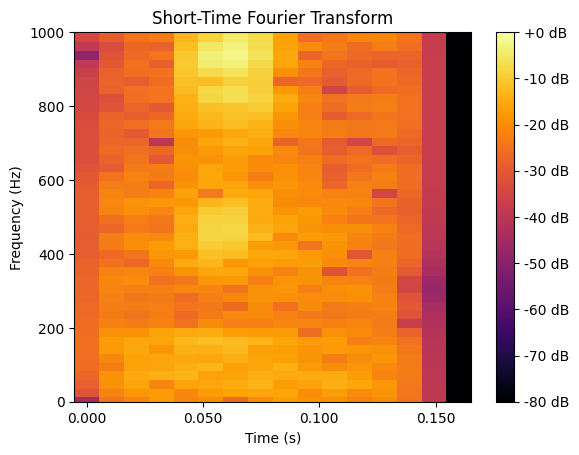 Short-Time Fourier Transform
1000
800
600
400
200
0
Frequency (Hz)
0.000
0.050
0.100
0.150
Time (s)
+0 dB
-10 dB
-20 dB
-30 dB
-40 dB
-50 dB
-60 dB
-70 dB
-80 dB